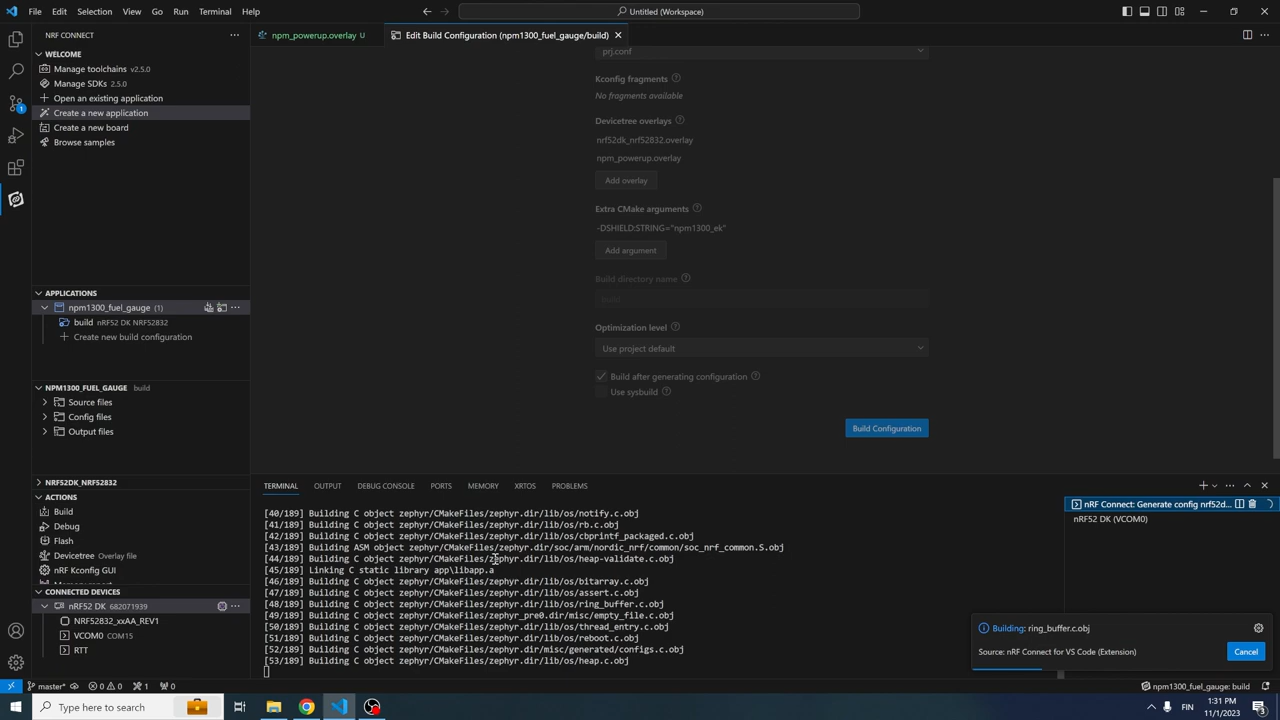 File Edit Selection View Go Run Terminal Help
Untitled (Workspace)
NRF CONNECT
npm_powerup.overlay U
Edit Build Configuration (npm1300_fuel_gauge/build)
WELCOME
Manage toolchains v2.5.0
Manage SDKs 2.5.0
Open an existing application
Create a new application
Create a new board
Browse samples
APPLICATIONS
npm1300_fuel_gauge (1)
build nRF52 DK NRF52832
Create new build configuration
NPM1300_FUEL_GAUGE build
Source files
Config files
Output files
NRF52DK_NRF52832
ACTIONS
Build
Debug
Flash
Devicetree Overlay file
nRF Kconfig GUI
Memory report
CONNECTED DEVICES
nRF52 DK 682071939
NRF52832_xxAA_REV1
VCOM0 COM15
RTT
prj.conf
Kconfig fragments
No fragments available
Devicetree overlays
nrf52dk_nrf52832.overlay
npm_powerup.overlay
Add overlay
Extra CMake arguments
-DSHIELD:STRING="npm1300_ek"
Add argument
Build directory name
build
Optimization level
Use project default
Build after generating configuration
Use sysbuild
Build Configuration
TERMINAL OUTPUT DEBUG CONSOLE PORTS MEMORY XRTOS PROBLEMS
[40/189] Building C object zephyr/CMakeFiles/zephyr.dir/lib/os/notify.c.obj
[41/189] Building C object zephyr/CMakeFiles/zephyr.dir/lib/os/rb.c.obj
[42/189] Building C object zephyr/CMakeFiles/zephyr.dir/lib/os/cbprintf_packaged.c.obj
[43/189] Building ASM object zephyr/CMakeFiles/zephyr.dir/soc/arm/nordic_nrf/common/soc_nrf_common.S.obj
[44/189] Building C object zephyr/CMakeFiles/zephyr.dir/lib/os/heap-validate.c.obj
[45/189] Linking C static library app\libapp.a
[46/189] Building C object zephyr/CMakeFiles/zephyr.dir/lib/os/bitarray.c.obj
[47/189] Building C object zephyr/CMakeFiles/zephyr.dir/lib/os/assert.c.obj
[48/189] Building C object zephyr/CMakeFiles/zephyr.dir/lib/os/ring_buffer.c.obj
[49/189] Building C object zephyr/CMakeFiles/zephyr_pre0.dir/misc/empty_file.c.obj
[50/189] Building C object zephyr/CMakeFiles/zephyr.dir/lib/os/thread_entry.c.obj
[51/189] Building C object zephyr/CMakeFiles/zephyr.dir/lib/os/reboot.c.obj
[52/189] Building C object zephyr/CMakeFiles/zephyr.dir/misc/generated/configs.c.obj
[53/189] Building C object zephyr/CMakeFiles/zephyr.dir/lib/os/heap.c.obj
nRF Connect: Generate config nrf52d...
nRF52 DK (VCOM0)
Building: ring_buffer.c.obj
Source: nRF Connect for VS Code (Extension)
Cancel
master* 0 0 1 0
npm1300_fuel_gauge: build
Type here to search
FIN
1:31 PM
11/1/2023